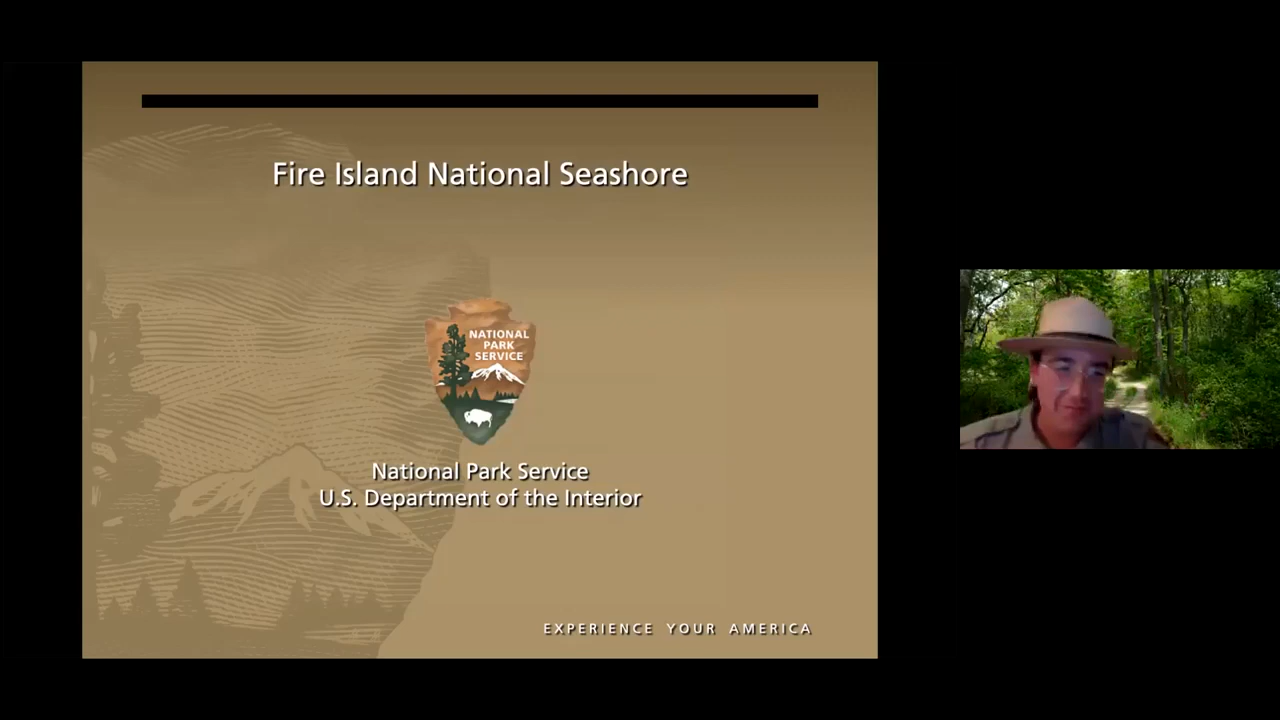 Fire Island National Seashore
NATIONAL
PARK
SERVICE
National Park Service
U.S. Department of the Interior
EXPERIENCE YOUR AMERICA